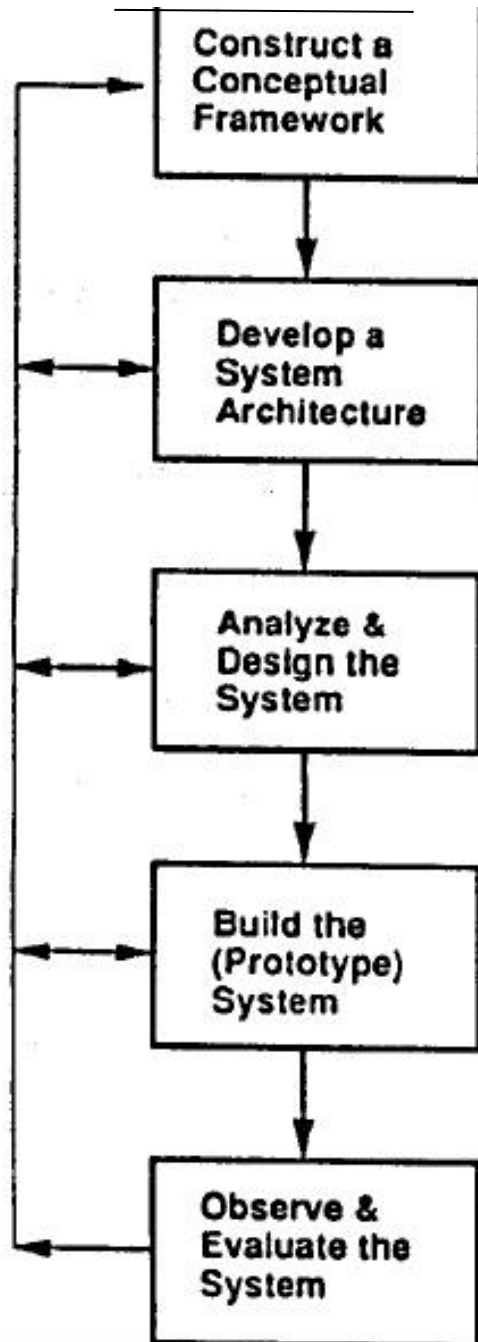 Construct a
Conceptual
Framework
Develop a
System
Architecture
Analyze &
Design the
System
Build the
(Prototype)
System
Observe &
Evaluate the
System